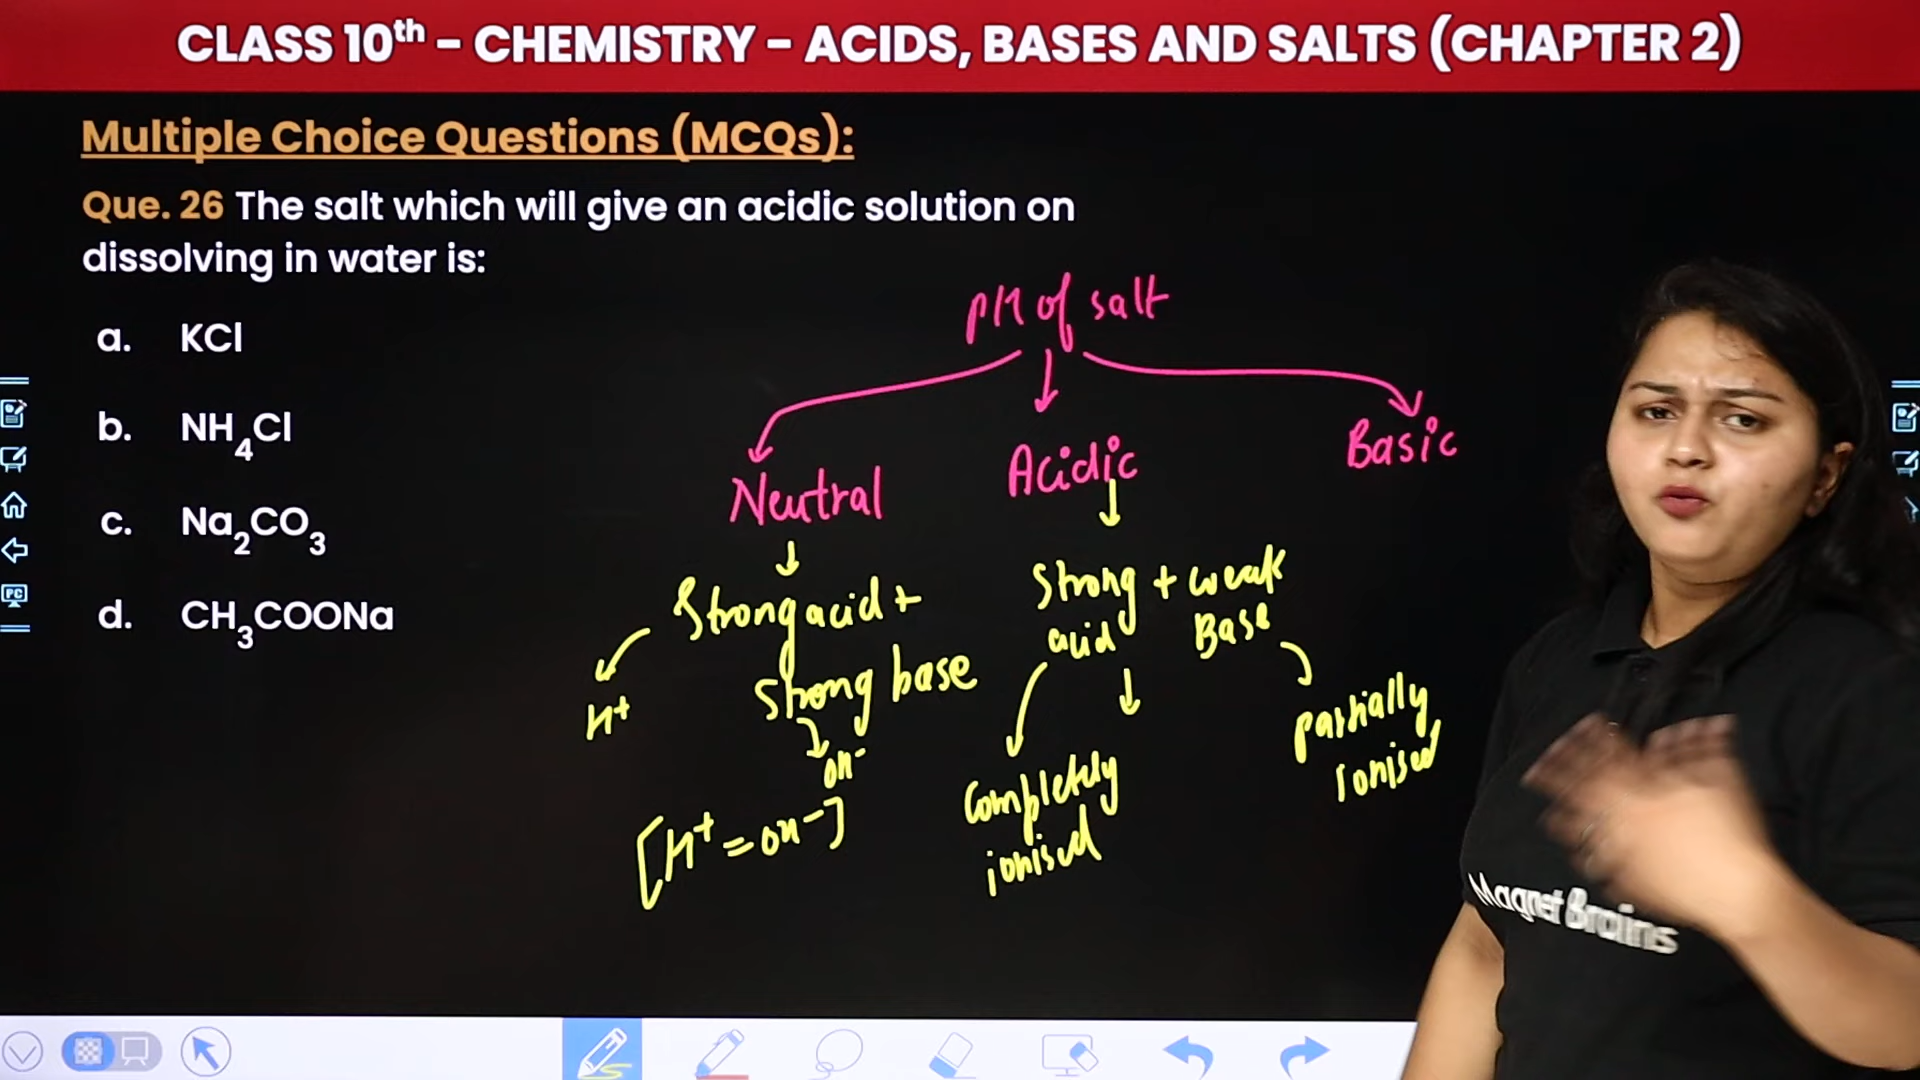 CLASS 10th - CHEMISTRY - ACIDS, BASES AND SALTS (CHAPTER 2)
Multiple Choice Questions (MCQs):
Que. 26 The salt which will give an acidic solution on
dissolving in water is:
a. KCl
b. NH4Cl
c. Na2CO3
d. CH3COONa
pH of salt
Neutral
Acidic
Basic
Strong acid +
Strong base
H+
OH-
[H+ = OH-]
Strong + weak
acid Base
Completely
ionised
partially
ionised
Magnet Brains
PC